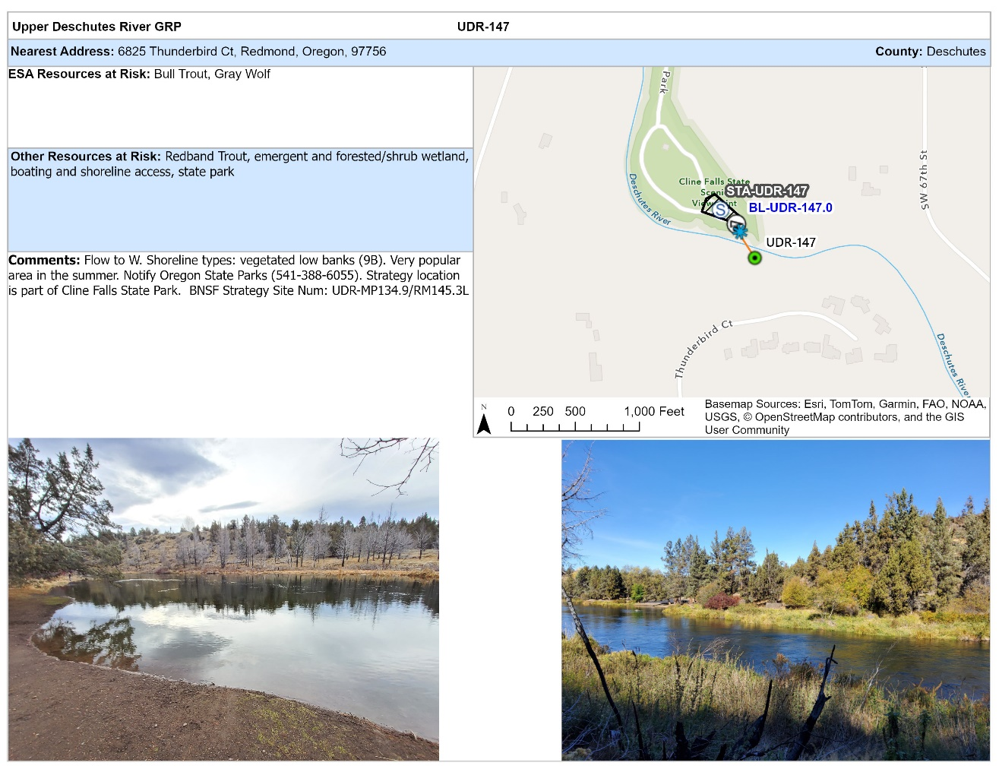 Upper Deschutes River GRP UDR-147
Nearest Address: 6825 Thunderbird Ct, Redmond, Oregon, 97756 County: Deschutes
ESA Resources at Risk: Bull Trout, Gray Wolf
Other Resources at Risk: Redband Trout, emergent and forested/shrub wetland,
boating and shoreline access, state park
Comments: Flow to W. Shoreline types: vegetated low banks (9B). Very popular
area in the summer. Notify Oregon State Parks (541-388-6055). Strategy location
is part of Cline Falls State Park.  BNSF Strategy Site Num: UDR-MP134.9/RM145.3L
Park
SW 67th St
Deschutes River
Cline Falls State
STA-UDR-147
S
BL-UDR-147.0
UDR-147
Thunderbird Ct
Deschutes River
N
0 250 500 1,000 Feet
Basemap Sources: Esri, TomTom, Garmin, FAO, NOAA,
USGS, © OpenStreetMap contributors, and the GIS
User Community